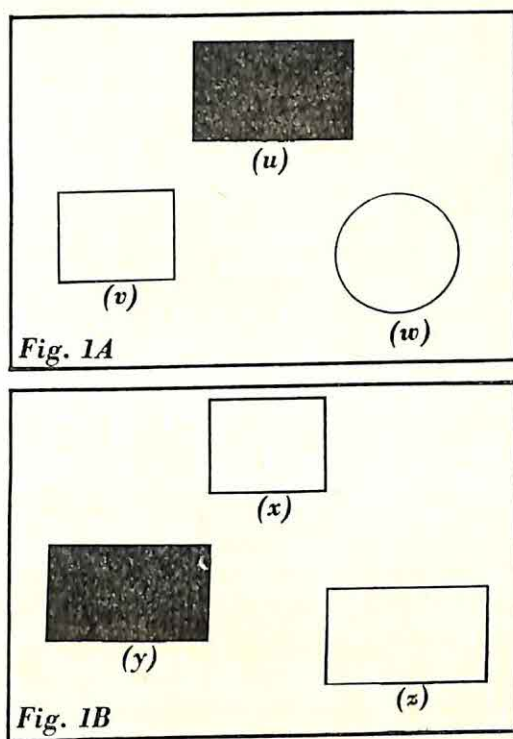 (u)
(v)
(w)
Fig. 1A
(x)
(y)
(z)
Fig. 1B